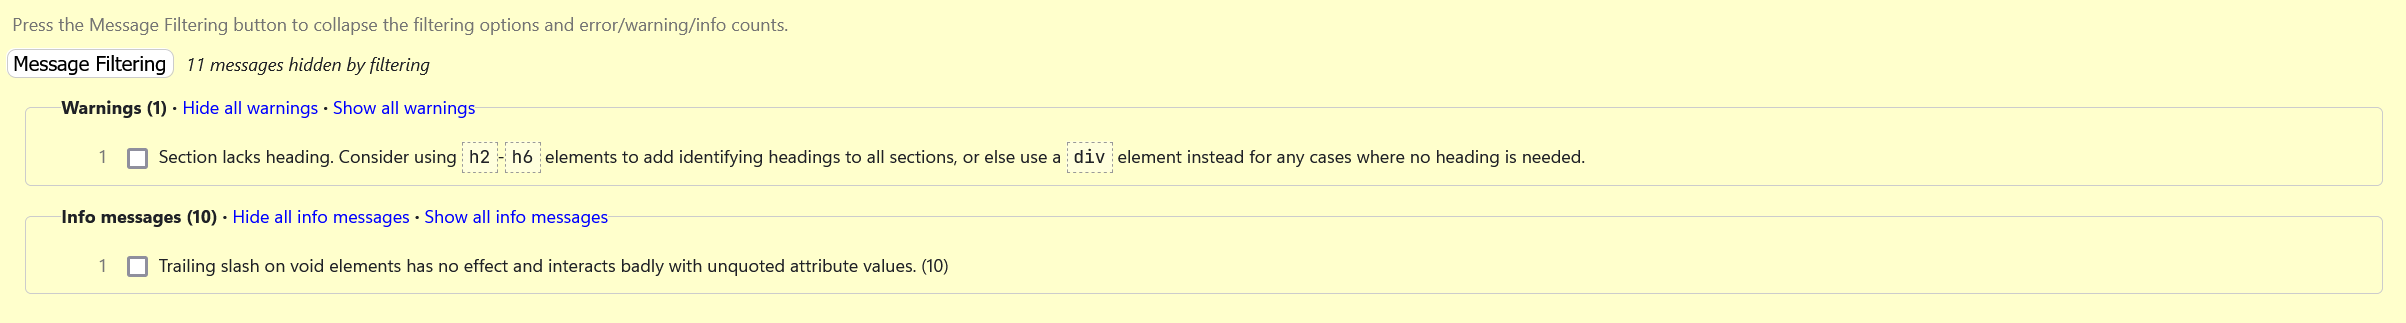 Press the Message Filtering button to collapse the filtering options and error/warning/info counts.
Message Filtering 11 messages hidden by filtering
Warnings (1) · Hide all warnings · Show all warnings
1 Section lacks heading. Consider using h2-h6 elements to add identifying headings to all sections, or else use a div element instead for any cases where no heading is needed.
Info messages (10) · Hide all info messages · Show all info messages
1 Trailing slash on void elements has no effect and interacts badly with unquoted attribute values. (10)